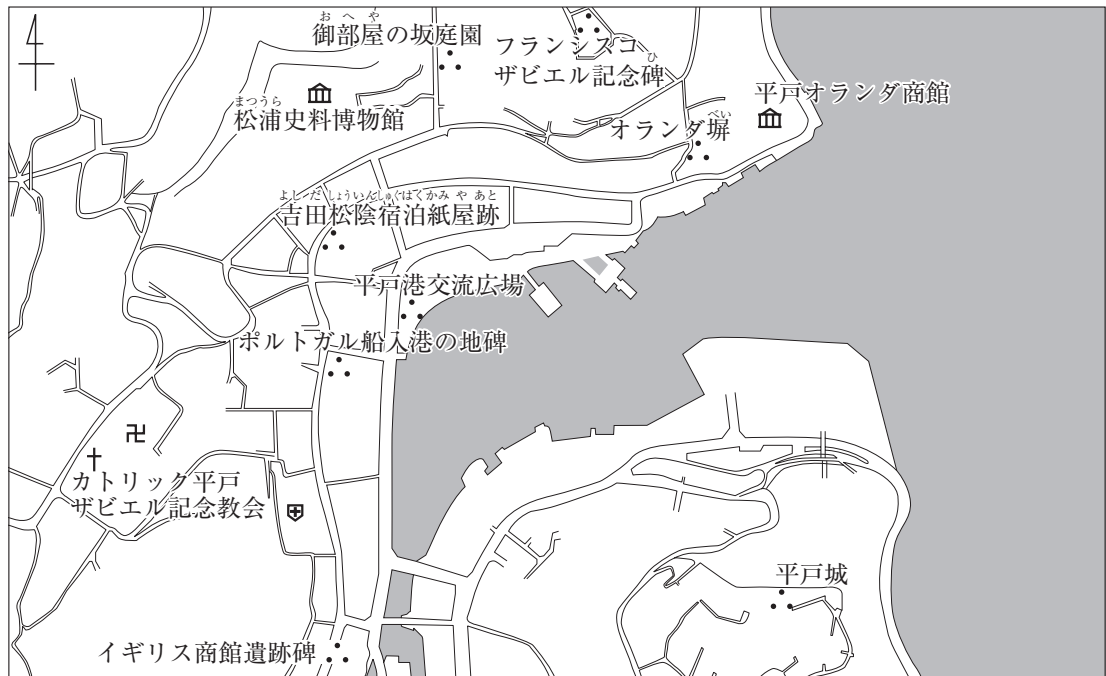 御部屋の坂庭園
おへや
フランシスコ
ザビエル記念碑
ひ
平戸オランダ商館
松浦史料博物館
まつうら
オランダ塀
べい
吉田松陰宿泊紙屋跡
よしだしょういんしゅくはくかみやあと
平戸港交流広場
ポルトガル船入港の地碑
カトリック平戸
ザビエル記念教会
平戸城
イギリス商館遺跡碑